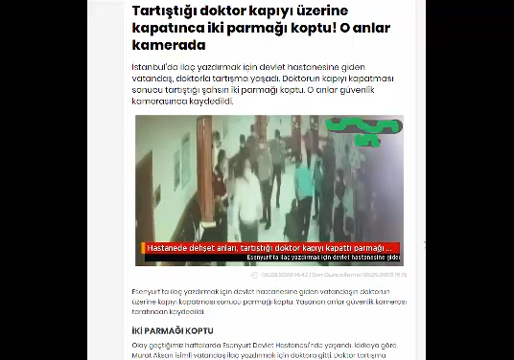 Tartıştığı doktor kapıyı üzerine
kapatınca iki parmağı koptu! O anlar
kamerada
İstanbul'da ilaç yazdırmak için devlet hastanesine giden
vatandaş, doktorla tartışma yaşadı. Doktorun kapıyı kapatması
sonucu tartıştığı şahsın iki parmağı koptu. O anlar güvenlik
kamerasınca kaydedildi.
Hastanede dehşet anları, tartıştığı doktor kapıyı kapattı parmağı ...
Esenyurt'ta ilaç yazdırmak için devlet hastanesine giden
Esenyurt'ta ilaç yazdırmak için devlet hastanesine giden vatandaşın doktorun
üzerine kapıyı kapatması sonucu parmağı koptu. Yaşanan anlar güvenlik kamerası
tarafından kaydedildi.
İKİ PARMAĞI KOPTU
Olay geçtiğimiz haftalarda Esenyurt Devlet Hastanesi'nde yaşandı. İddiaya göre,
Murat Aksan isimli vatandaş ilaç yazdırmak için doktora gitti. Doktor tartışma